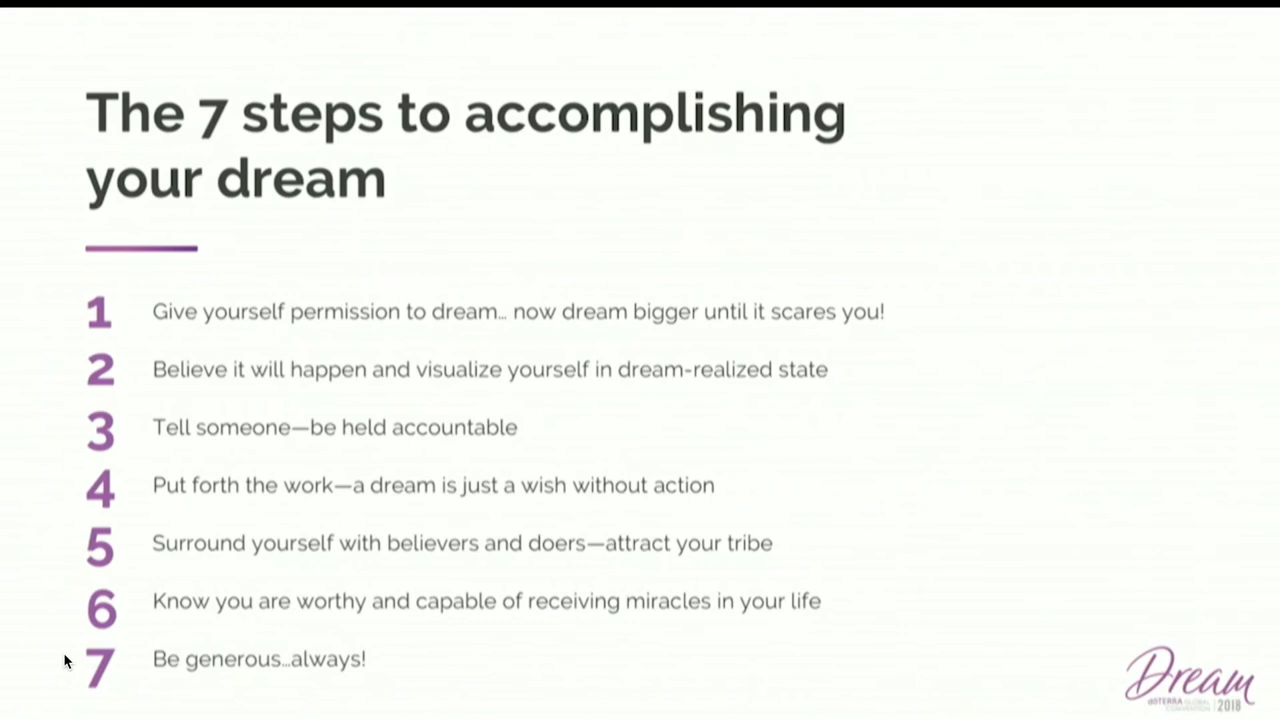 The 7 steps to accomplishing
your dream
1 Give yourself permission to dream... now dream bigger until it scares you!
2 Believe it will happen and visualize yourself in dream-realized state
3 Tell someone—be held accountable
4 Put forth the work—a dream is just a wish without action
5 Surround yourself with believers and doers—attract your tribe
6 Know you are worthy and capable of receiving miracles in your life
7 Be generous...always!
Dream
dōTERRA GLOBAL
CONVENTION | 2018